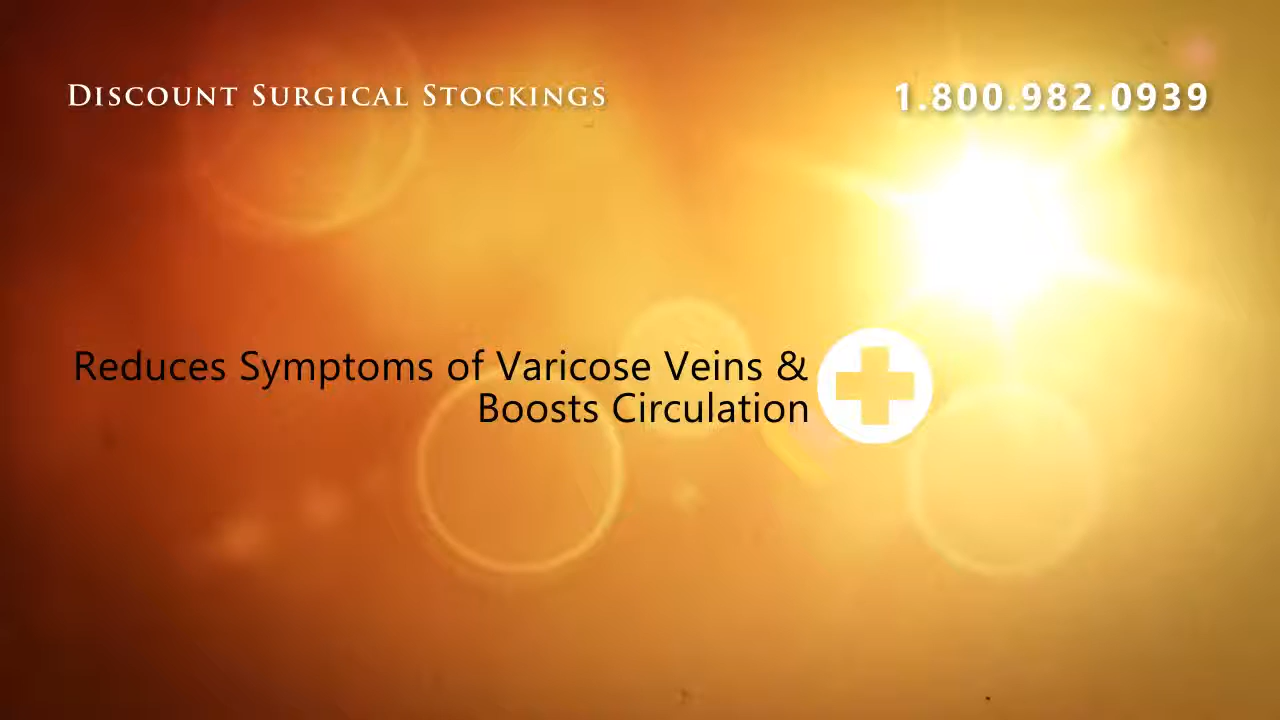 Discount Surgical Stockings
1.800.982.0939
Reduces Symptoms of Varicose Veins &
Boosts Circulation